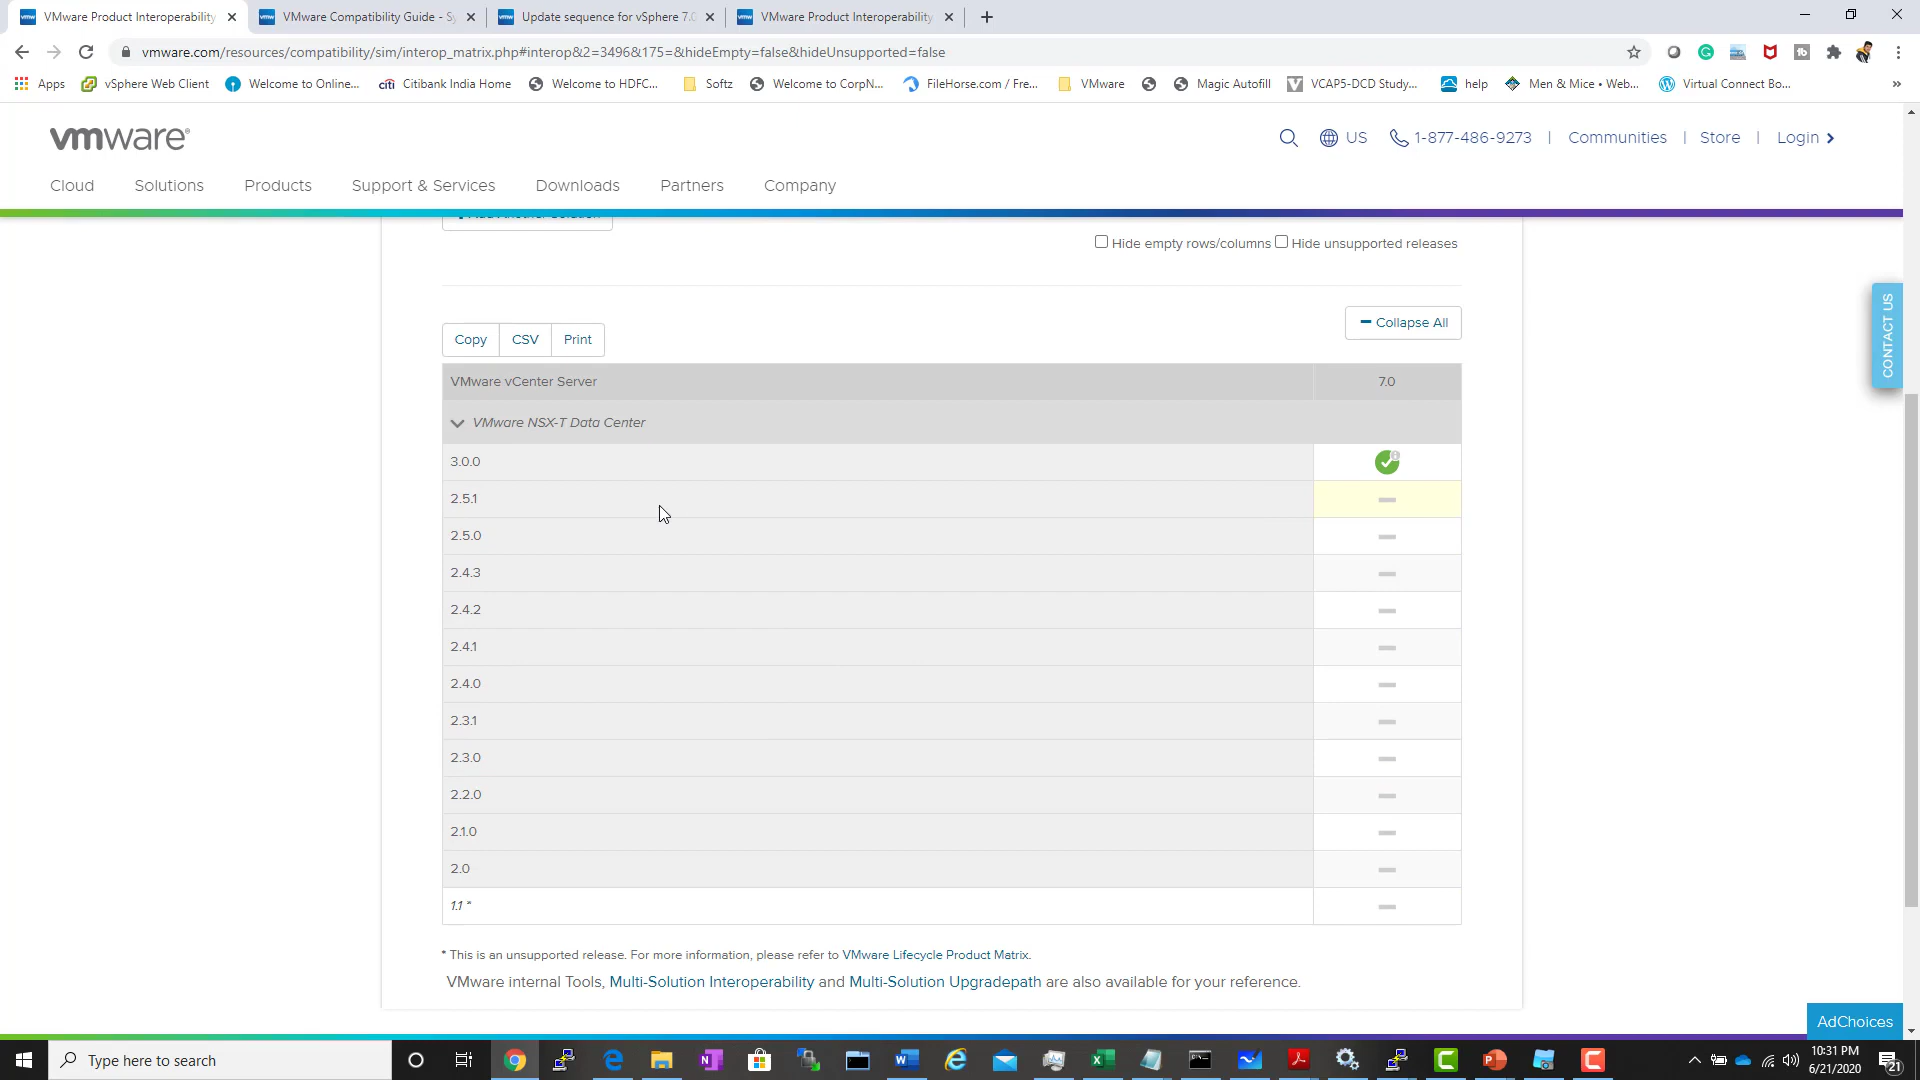 VMware Product Interoperability
VMware Compatibility Guide - Sy
Update sequence for vSphere 7.0
VMware Product Interoperability
vmware.com/resources/compatibility/sim/interop_matrix.php#interop&2=3496&175=&hideEmpty=false&hideUnsupported=false
Apps
vSphere Web Client
Welcome to Online...
citi Citibank India Home
Welcome to HDFC...
Softz
Welcome to CorpN...
FileHorse.com / Fre...
VMware
Magic Autofill
VCAP5-DCD Study...
help
Men & Mice • Web...
Virtual Connect Bo...
»
vmware®
US
1-877-486-9273
|
Communities
|
Store
|
Login
Cloud
Solutions
Products
Support & Services
Downloads
Partners
Company
Hide empty rows/columns
Hide unsupported releases
CONTACT US
Collapse All
Copy
CSV
Print
VMware vCenter Server
7.0
VMware NSX-T Data Center
3.0.0
2.5.1
2.5.0
2.4.3
2.4.2
2.4.1
2.4.0
2.3.1
2.3.0
2.2.0
2.1.0
2.0
1.1 *
* This is an unsupported release. For more information, please refer to VMware Lifecycle Product Matrix.
VMware internal Tools, Multi-Solution Interoperability and Multi-Solution Upgradepath are also available for your reference.
AdChoices
Type here to search
10:31 PM
6/21/2020
21